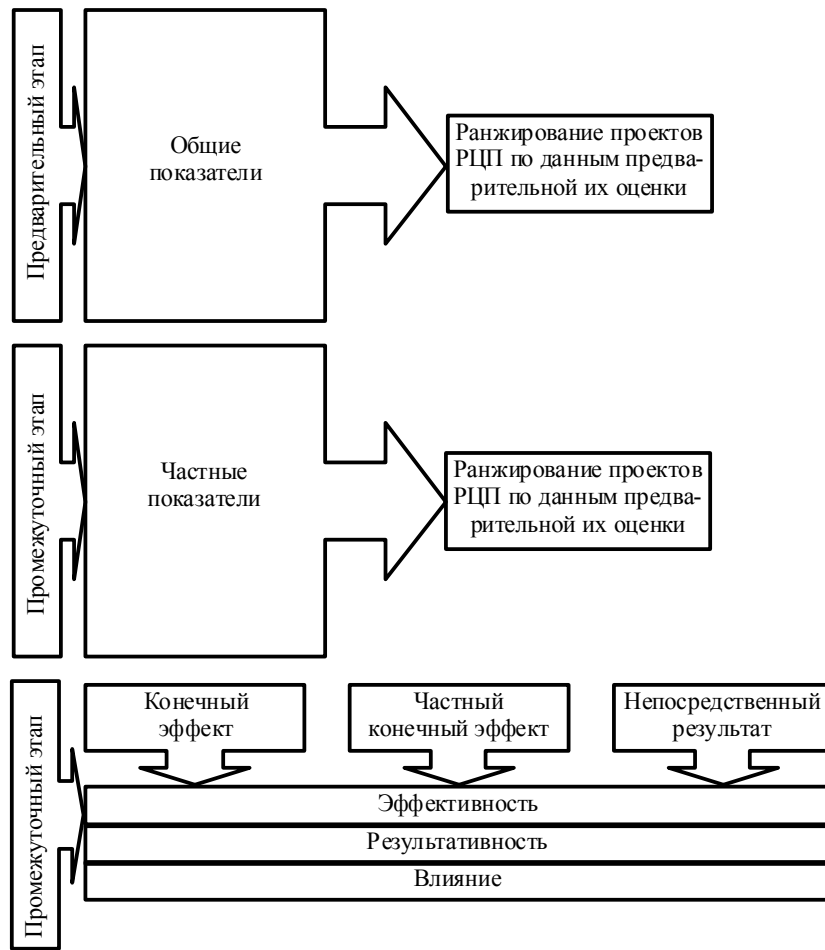 Предварительный этап
Общие
показатели
Ранжирование проектов
РЦП по данным предва-
рительной их оценки
Промежуточный этап
Частные
показатели
Ранжирование проектов
РЦП по данным предва-
рительной их оценки
Промежуточный этап
Конечный
эффект
Частный
конечный эффект
Непосредственный
результат
Эффективность
Результативность
Влияние